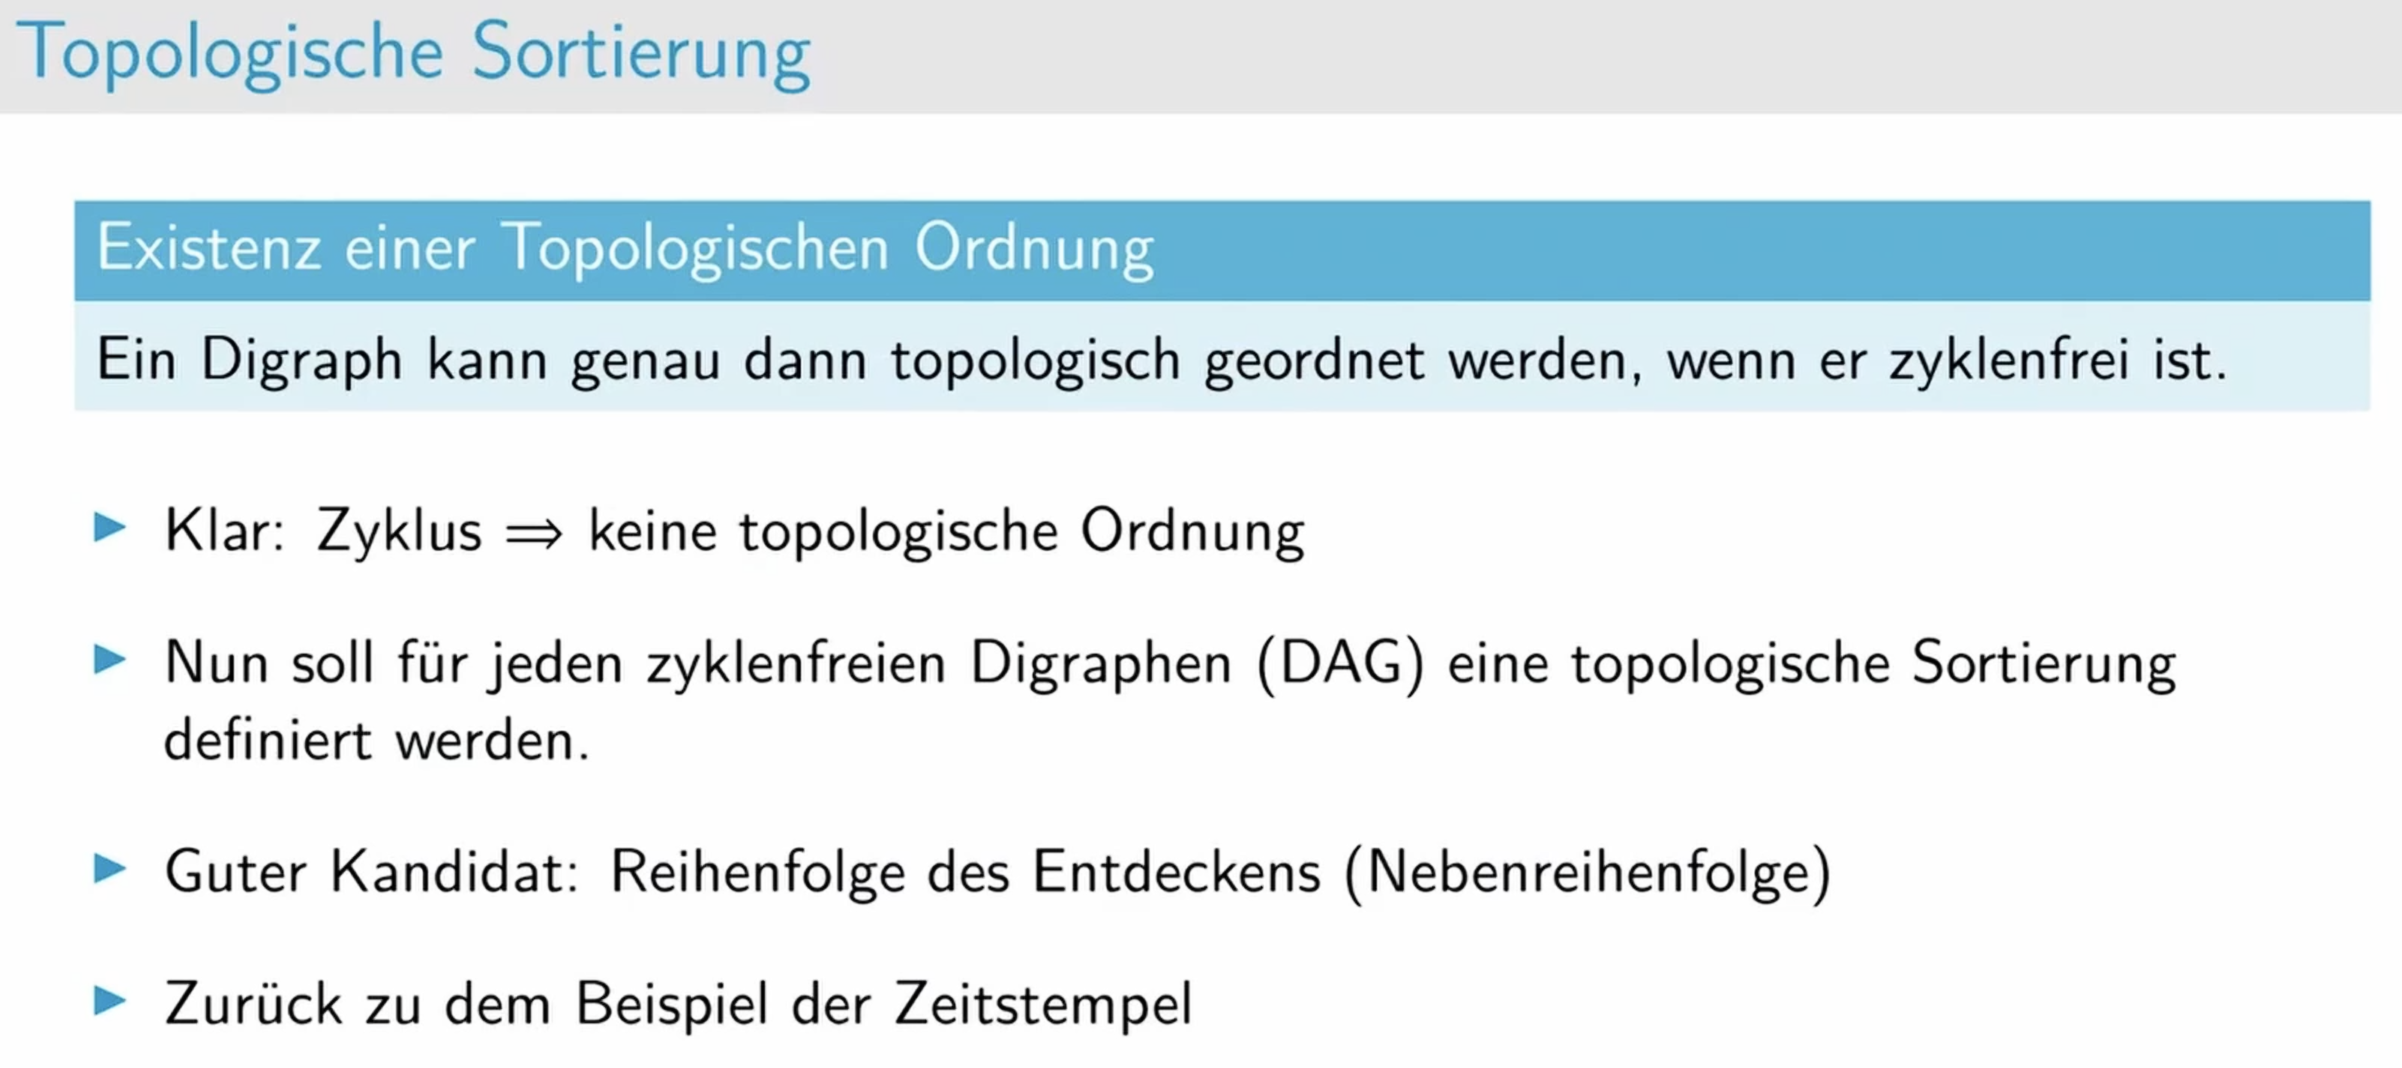 Topologische Sortierung
Existenz einer Topologischen Ordnung
Ein Digraph kann genau dann topologisch geordnet werden, wenn er zyklenfrei ist.
▶ Klar: Zyklus ⇒ keine topologische Ordnung
▶ Nun soll für jeden zyklenfreien Digraphen (DAG) eine topologische Sortierung
definiert werden.
▶ Guter Kandidat: Reihenfolge des Entdeckens (Nebenreihenfolge)
▶ Zurück zu dem Beispiel der Zeitstempel